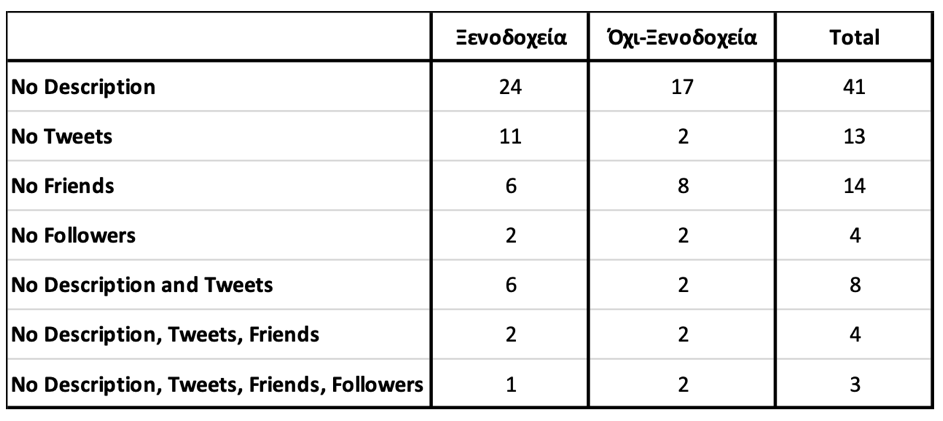 Ξενοδοχεία Όχι-Ξενοδοχεία Total
No Description 24 17 41
No Tweets 11 2 13
No Friends 6 8 14
No Followers 2 2 4
No Description and Tweets 6 2 8
No Description, Tweets, Friends 2 2 4
No Description, Tweets, Friends, Followers 1 2 3